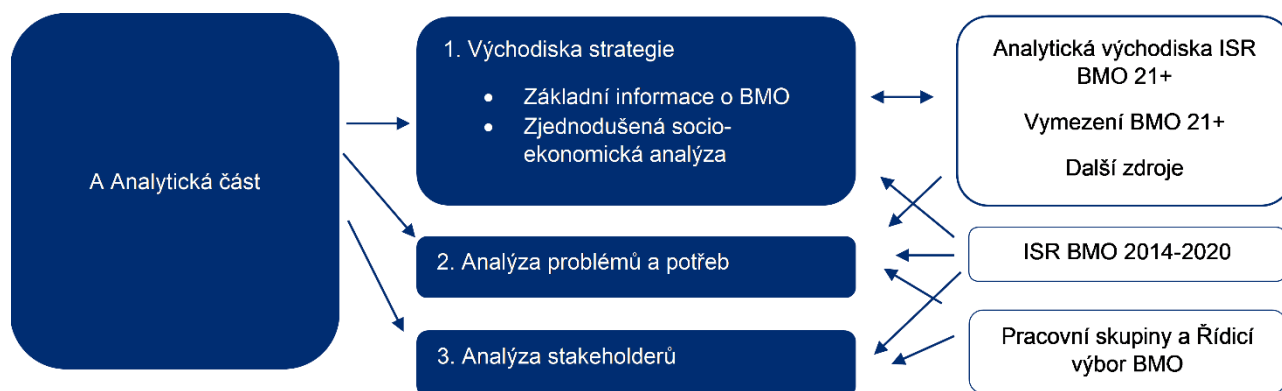 A Analytická část
1. Východiska strategie
• Základní informace o BMO
• Zjednodušená socio-
ekonomická analýza
2. Analýza problémů a potřeb
3. Analýza stakeholderů
Analytická východiska ISR
BMO 21+
Vymezení BMO 21+
Další zdroje
ISR BMO 2014-2020
Pracovní skupiny a Řídicí
výbor BMO